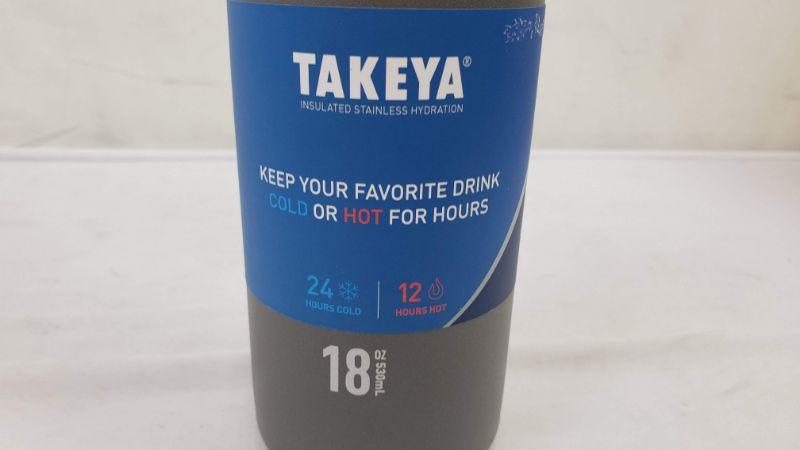 TAKEYA®
INSULATED STAINLESS HYDRATION
KEEP YOUR FAVORITE DRINK
COLD OR HOT FOR HOURS
24
HOURS COLD
12
HOURS HOT
18 OZ 530mL